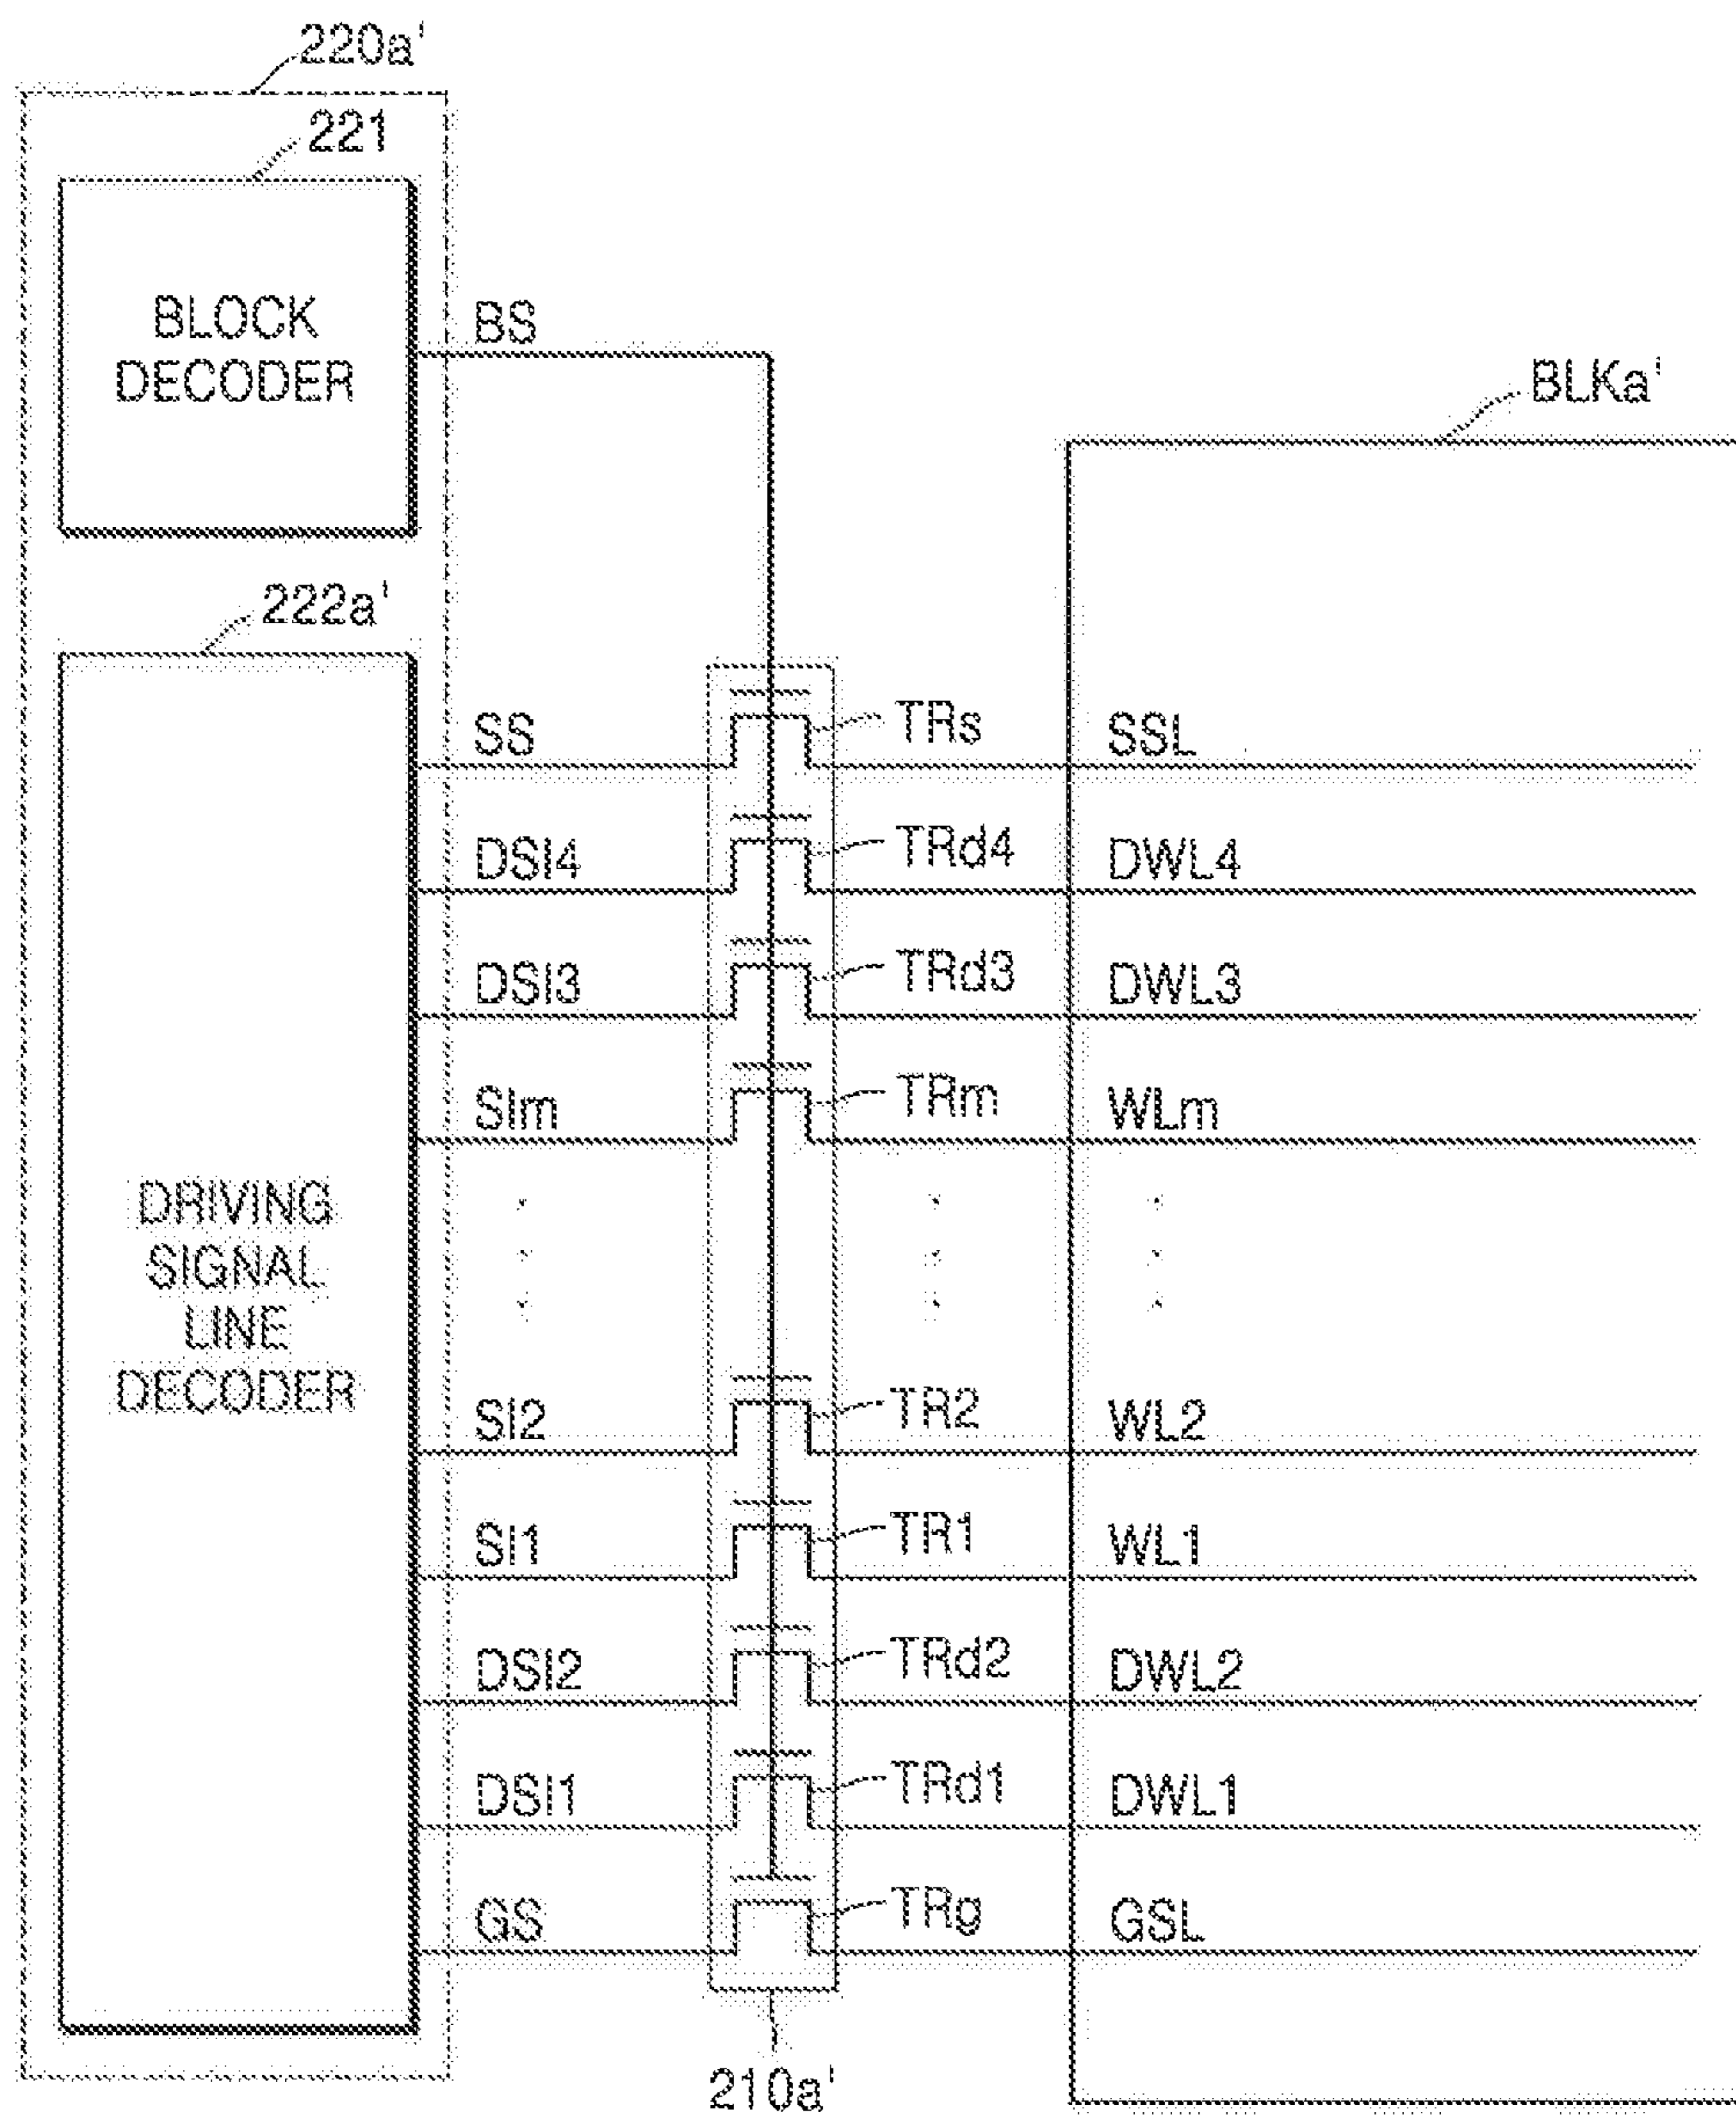 220a'
221
BLOCK
DECODER
BS
BLKa'
222a'
SS TRs SSL
DSI4 TRd4 DWL4
DSI3 TRd3 DWL3
SIm TRm WLm
DRIVING
SIGNAL
LINE
DECODER
SI2 TR2 WL2
SI1 TR1 WL1
DSI2 TRd2 DWL2
DSI1 TRd1 DWL1
GS TRg GSL
210a'